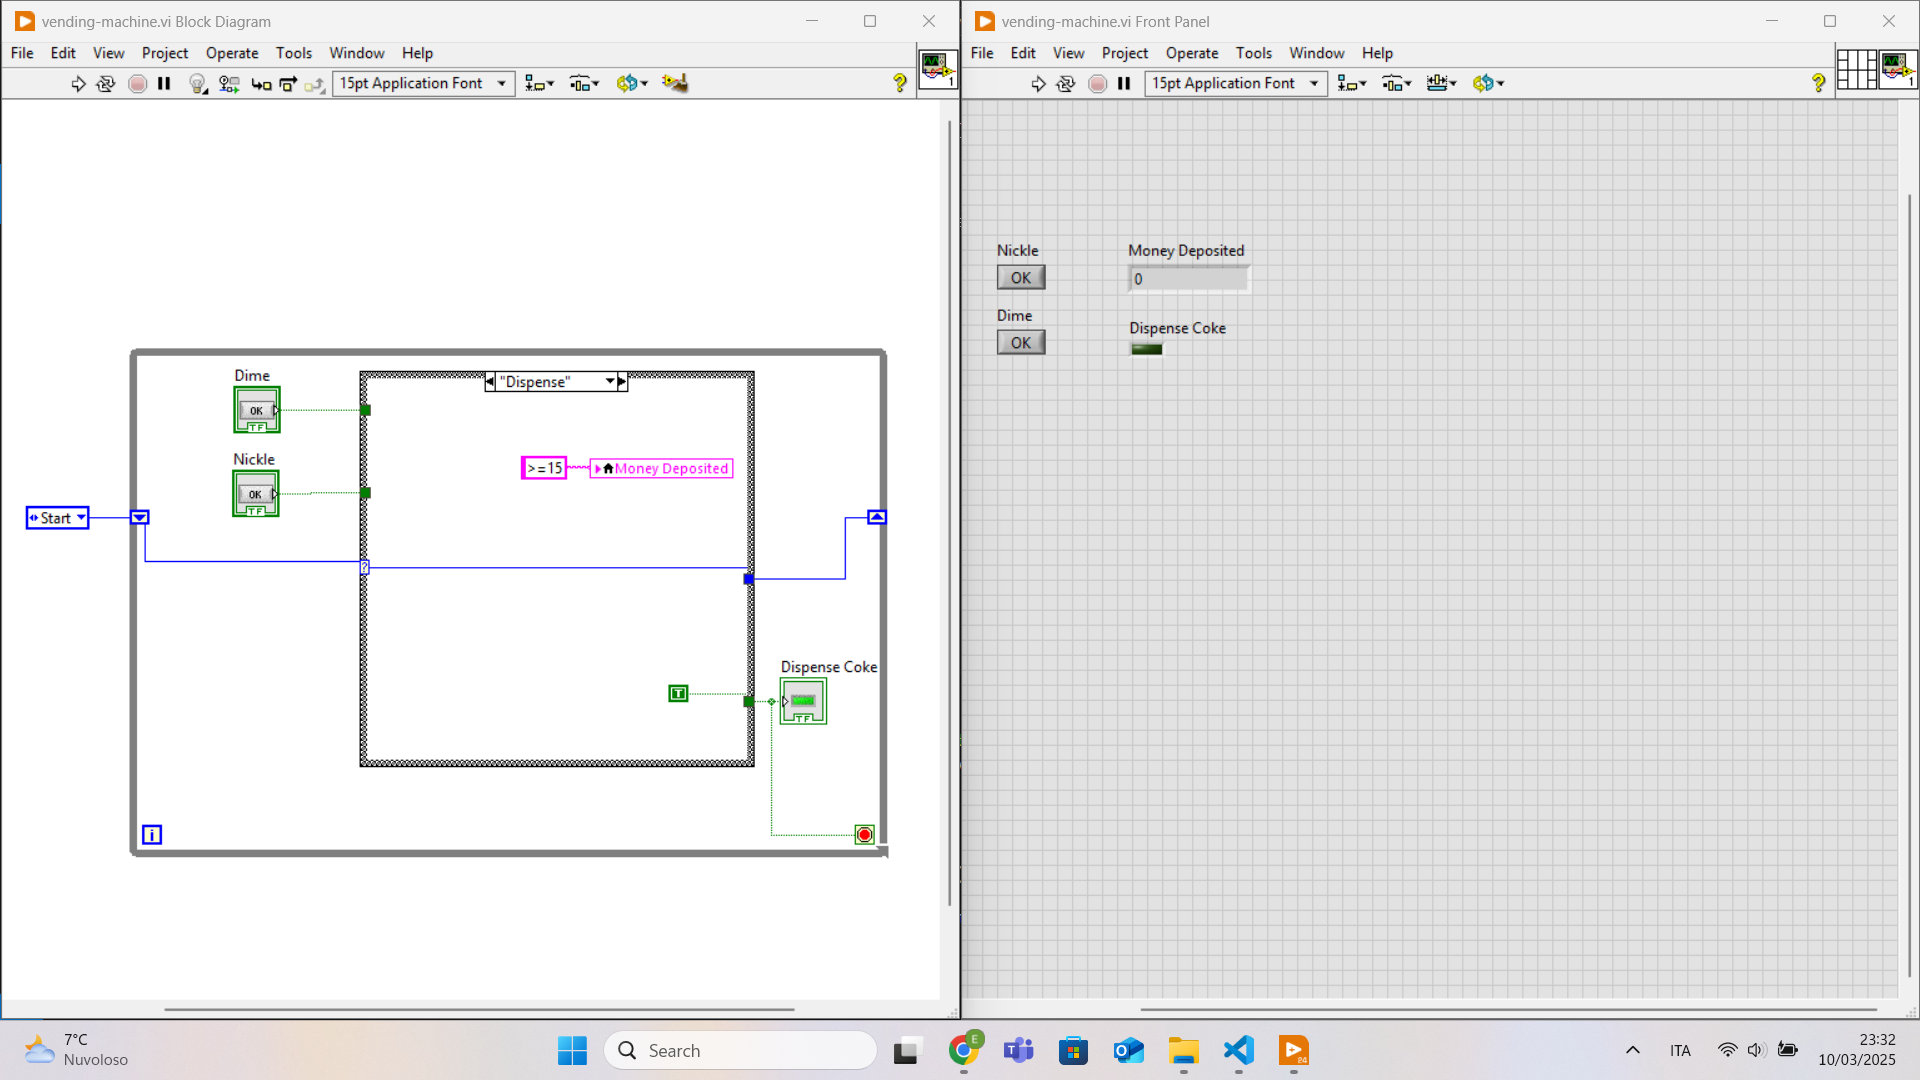 vending-machine.vi Block Diagram
File Edit View Project Operate Tools Window Help
15pt Application Font
?
1
Dime
OK
TF
Nickle
OK
TF
Start
"Dispense"
>=15
Money Deposited
?
T
Dispense Coke
TF
i
vending-machine.vi Front Panel
File Edit View Project Operate Tools Window Help
15pt Application Font
?
1
Nickle
OK
Money Deposited
0
Dime
OK
Dispense Coke
7°C
Nuvoloso
Search
E
24
ITA
23:32
10/03/2025